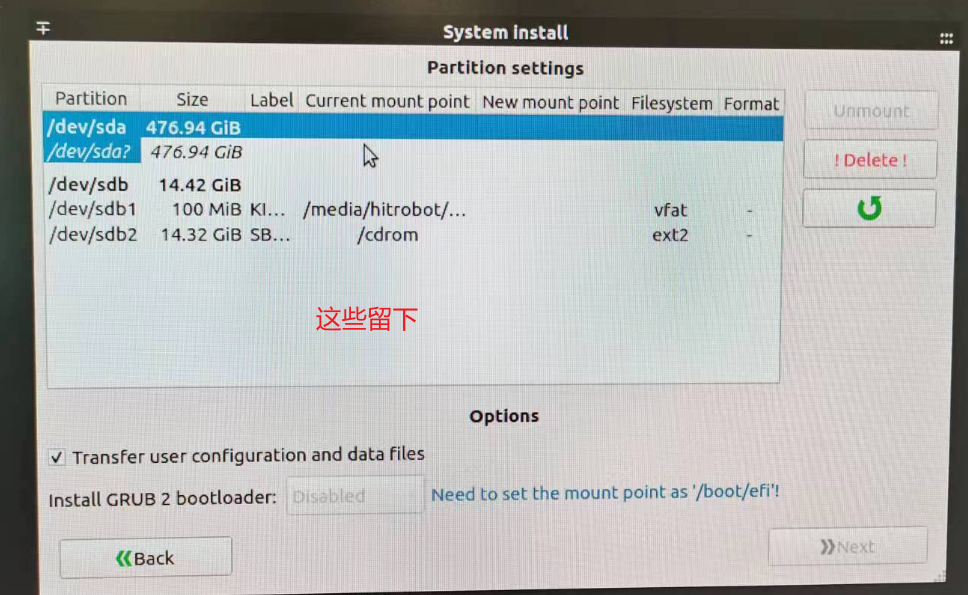 System install
Partition settings
Partition Size Label Current mount point New mount point Filesystem Format
/dev/sda 476.94 GiB
/dev/sda? 476.94 GiB
/dev/sdb 14.42 GiB
/dev/sdb1 100 MiB KI... /media/hitrobot/... vfat -
/dev/sdb2 14.32 GiB SB... /cdrom ext2 -
Unmount
! Delete !
这些留下
Options
Transfer user configuration and data files
Install GRUB 2 bootloader: Disabled Need to set the mount point as '/boot/efi'!
Back
Next